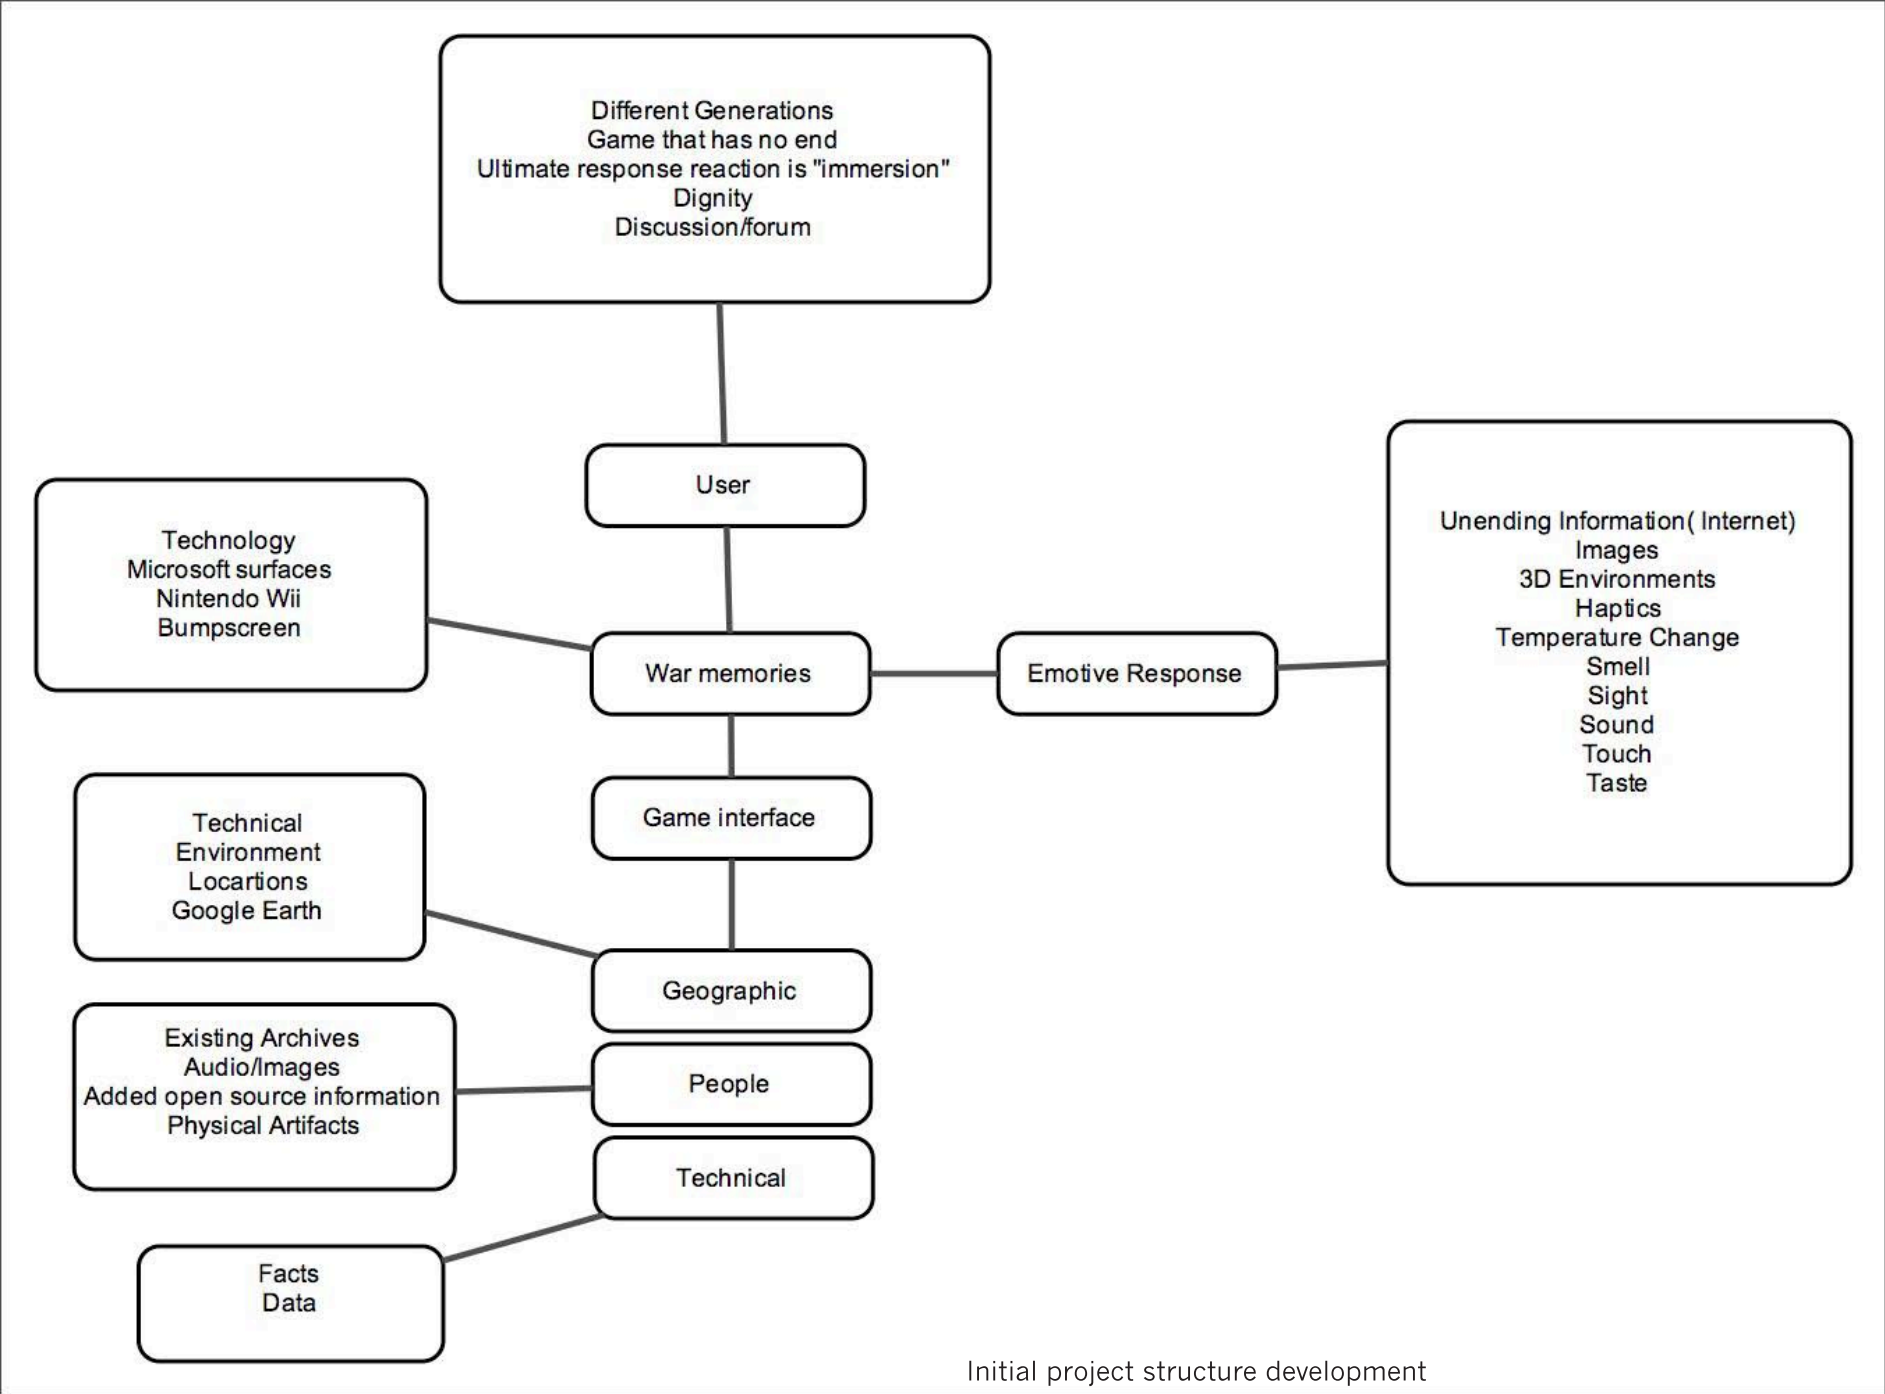 Different Generations
Game that has no end
Ultimate response reaction is "immersion"
Dignity
Discussion/forum
User
Technology
Microsoft surfaces
Nintendo Wii
Bumpscreen
War memories
Emotive Response
Unending Information( Internet)
Images
3D Environments
Haptics
Temperature Change
Smell
Sight
Sound
Touch
Taste
Game interface
Technical
Environment
Locartions
Google Earth
Geographic
Existing Archives
Audio/Images
Added open source information
Physical Artifacts
People
Technical
Facts
Data
Initial project structure development